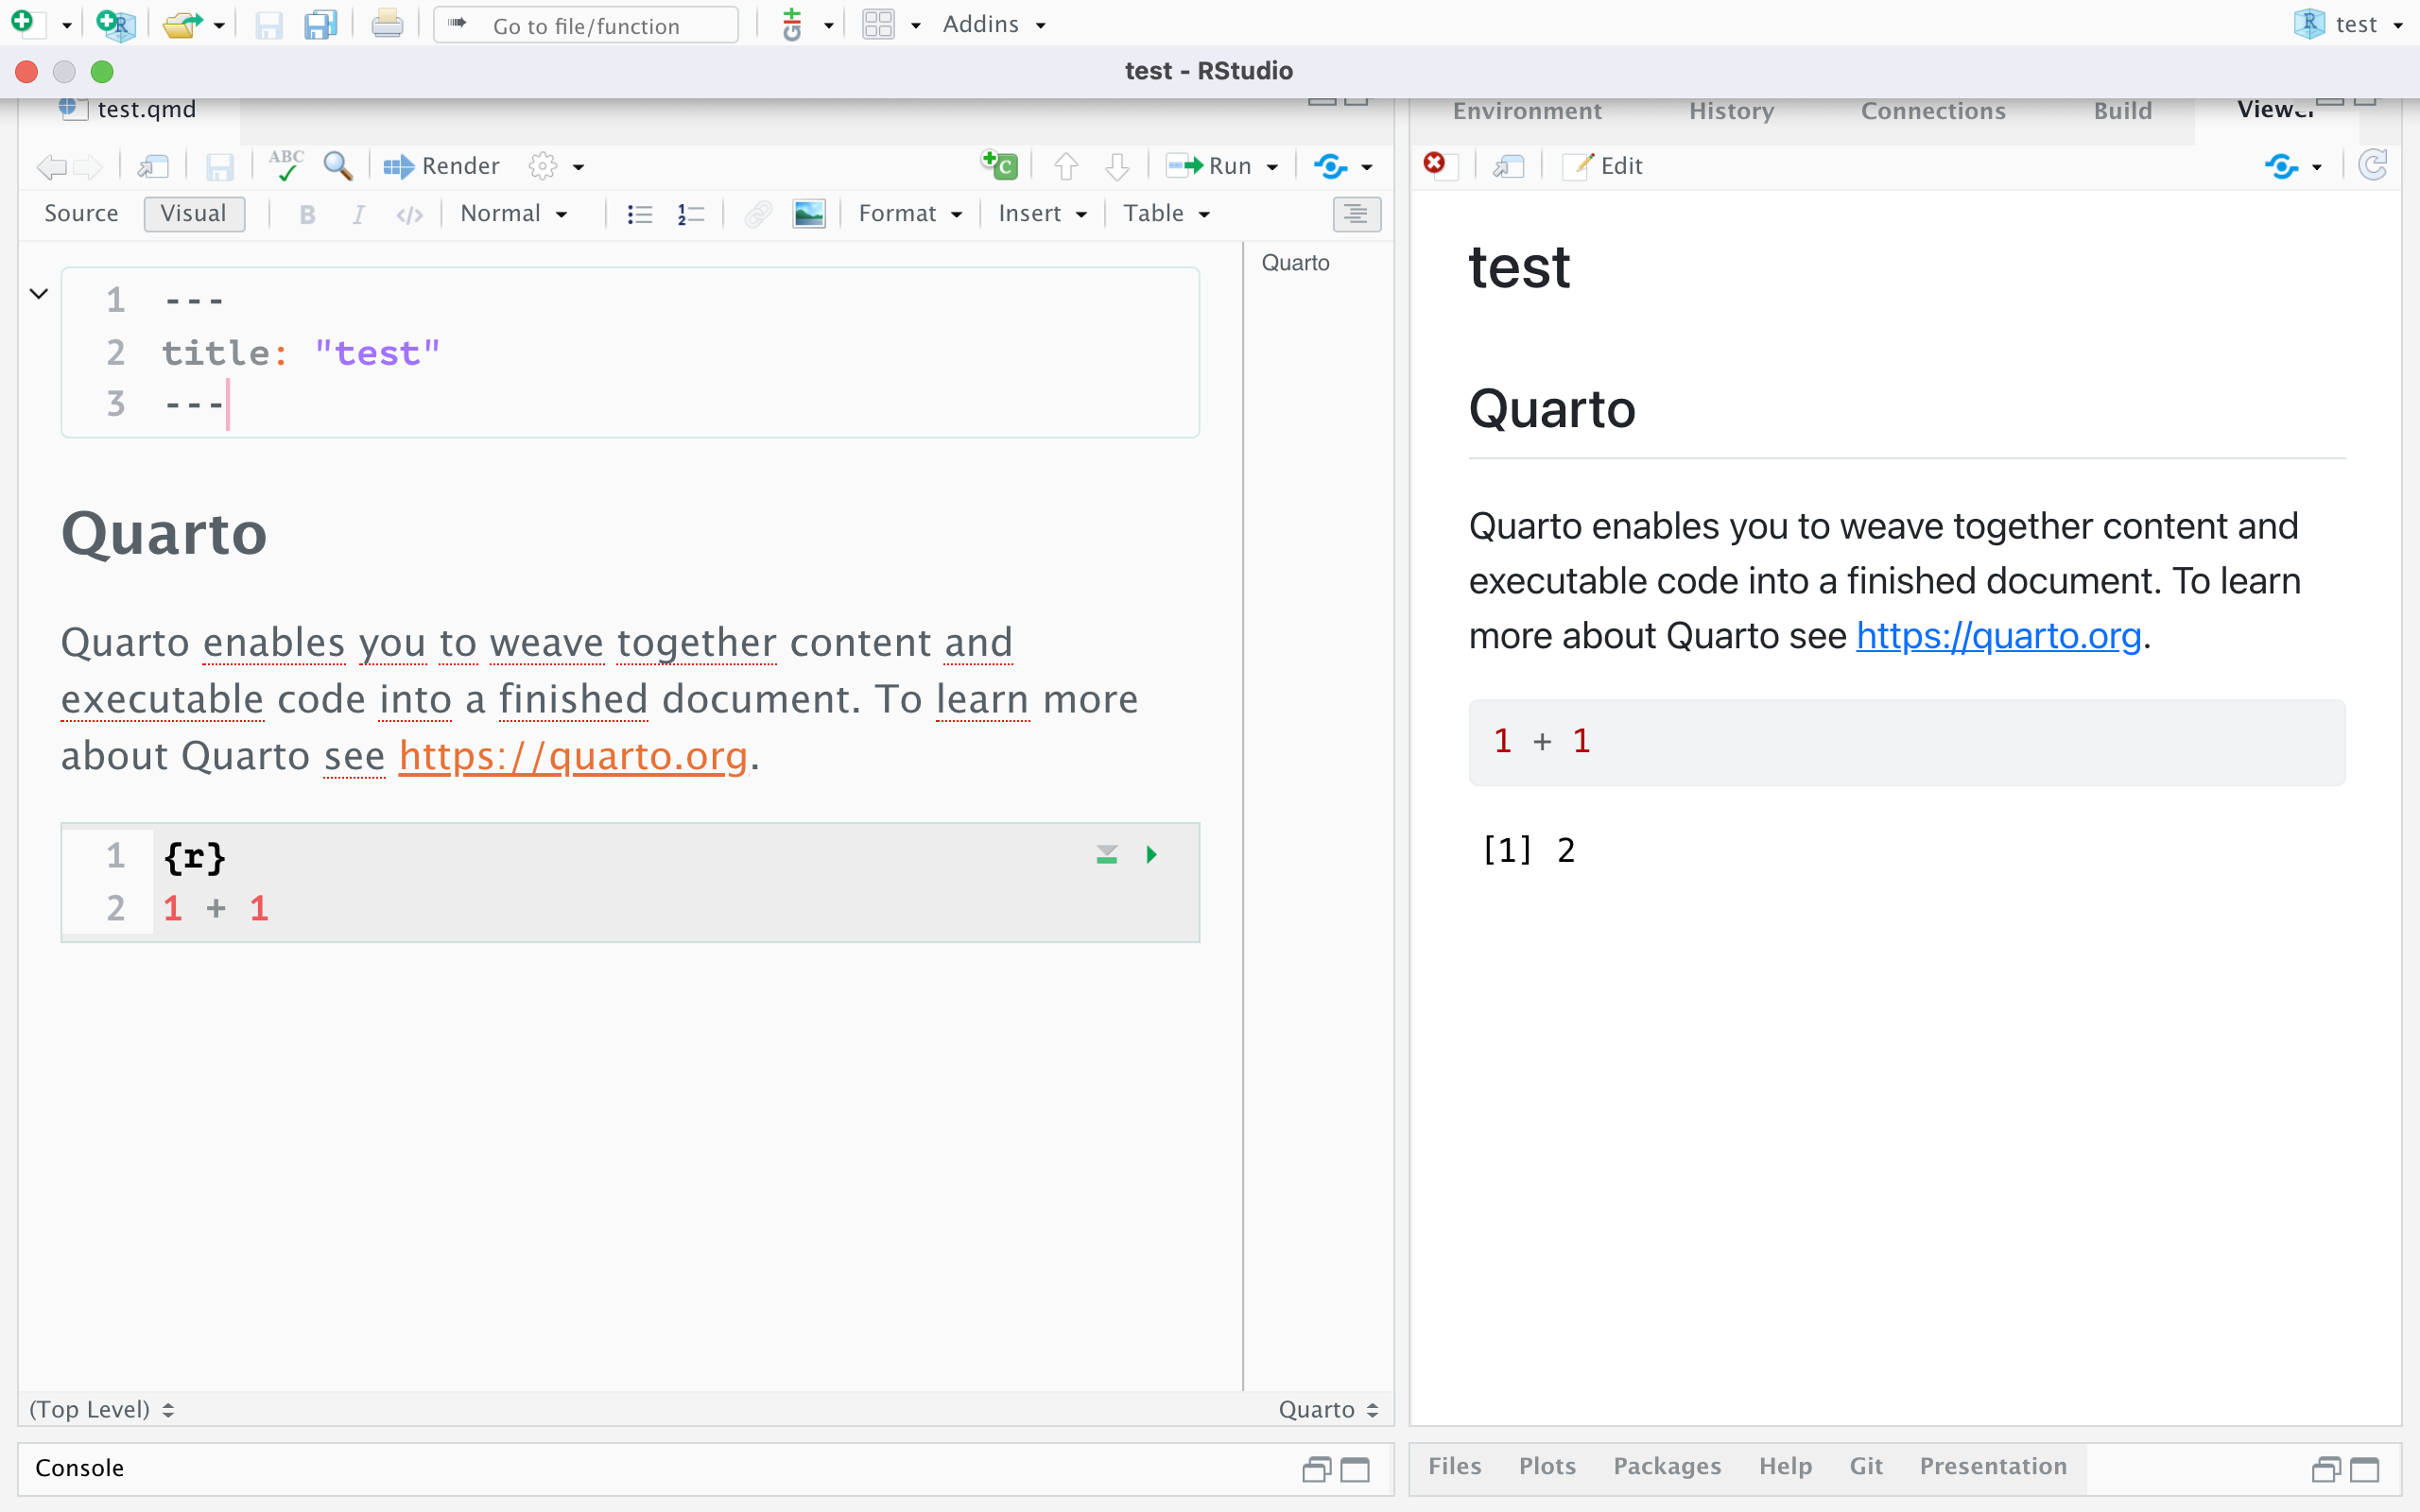 Go to file/function
Addins
test
test - RStudio
test.qmd
Environment
History
Connections
Build
Viewer
ABC
Render
C
Run
Edit
Source
Visual
B
I
</>
Normal
Format
Insert
Table
Quarto
1 ---
2 title: "test"
3 ---
Quarto
Quarto enables you to weave together content and
executable code into a finished document. To learn more
about Quarto see https://quarto.org.
1 {r}
2 1 + 1
(Top Level)
Quarto
Console
test
Quarto
Quarto enables you to weave together content and
executable code into a finished document. To learn
more about Quarto see https://quarto.org.
1 + 1
[1] 2
Files
Plots
Packages
Help
Git
Presentation